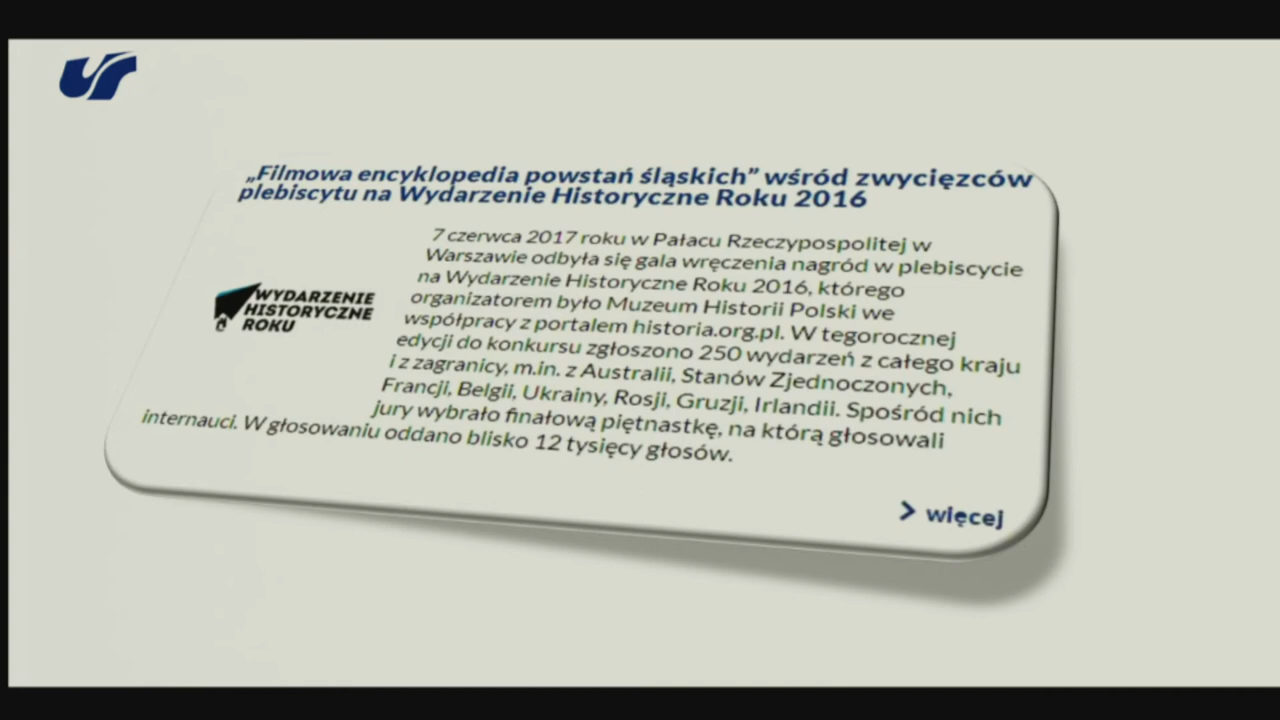 „Filmowa encyklopedia powstań śląskich” wśród zwycięzców
plebiscytu na Wydarzenie Historyczne Roku 2016
7 czerwca 2017 roku w Pałacu Rzeczypospolitej w
Warszawie odbyła się gala wręczenia nagród w plebiscycie
na Wydarzenie Historyczne Roku 2016, którego
organizatorem było Muzeum Historii Polski we
współpracy z portalem historia.org.pl. W tegorocznej
edycji do konkursu zgłoszono 250 wydarzeń z całego kraju
i z zagranicy, m.in. z Australii, Stanów Zjednoczonych,
Francji, Belgii, Ukrainy, Rosji, Gruzji, Irlandii. Spośród nich
jury wybrało finałową piętnastkę, na którą głosowali
internauci. W głosowaniu oddano blisko 12 tysięcy głosów.
WYDARZENIE
HISTORYCZNE
ROKU
> więcej